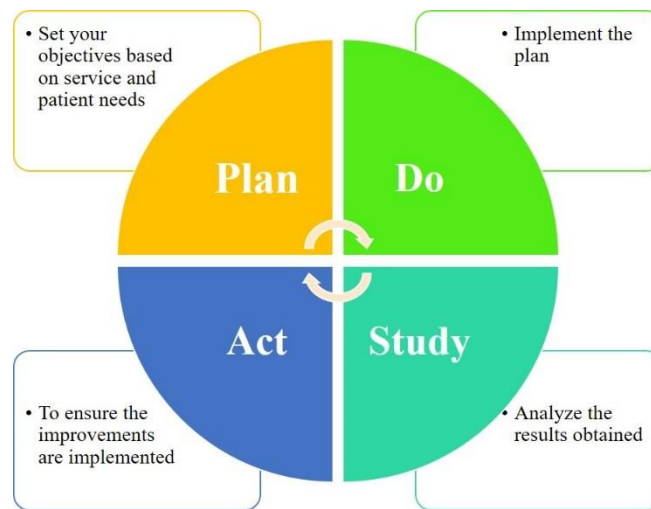 • Set your
objectives based
on service and
patient needs
• Implement the
plan
Plan
Do
Act
Study
• To ensure the
improvements
are implemented
• Analyze the
results obtained